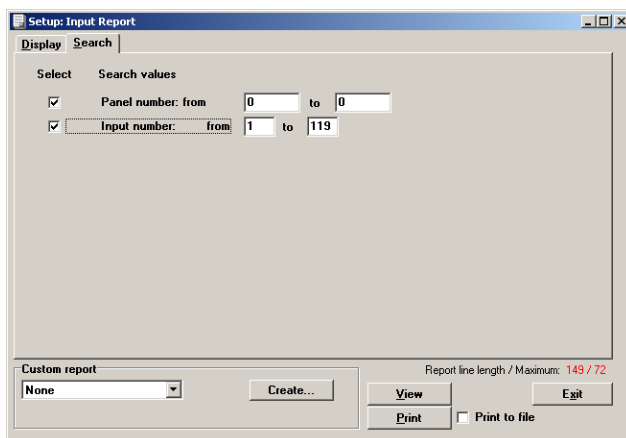 Setup: Input Report
Display Search
Select Search values
Panel number: from 0 to 0
Input number: from 1 to 119
Custom report
Report line length / Maximum: 149 / 72
None Create... View Exit
Print Print to file